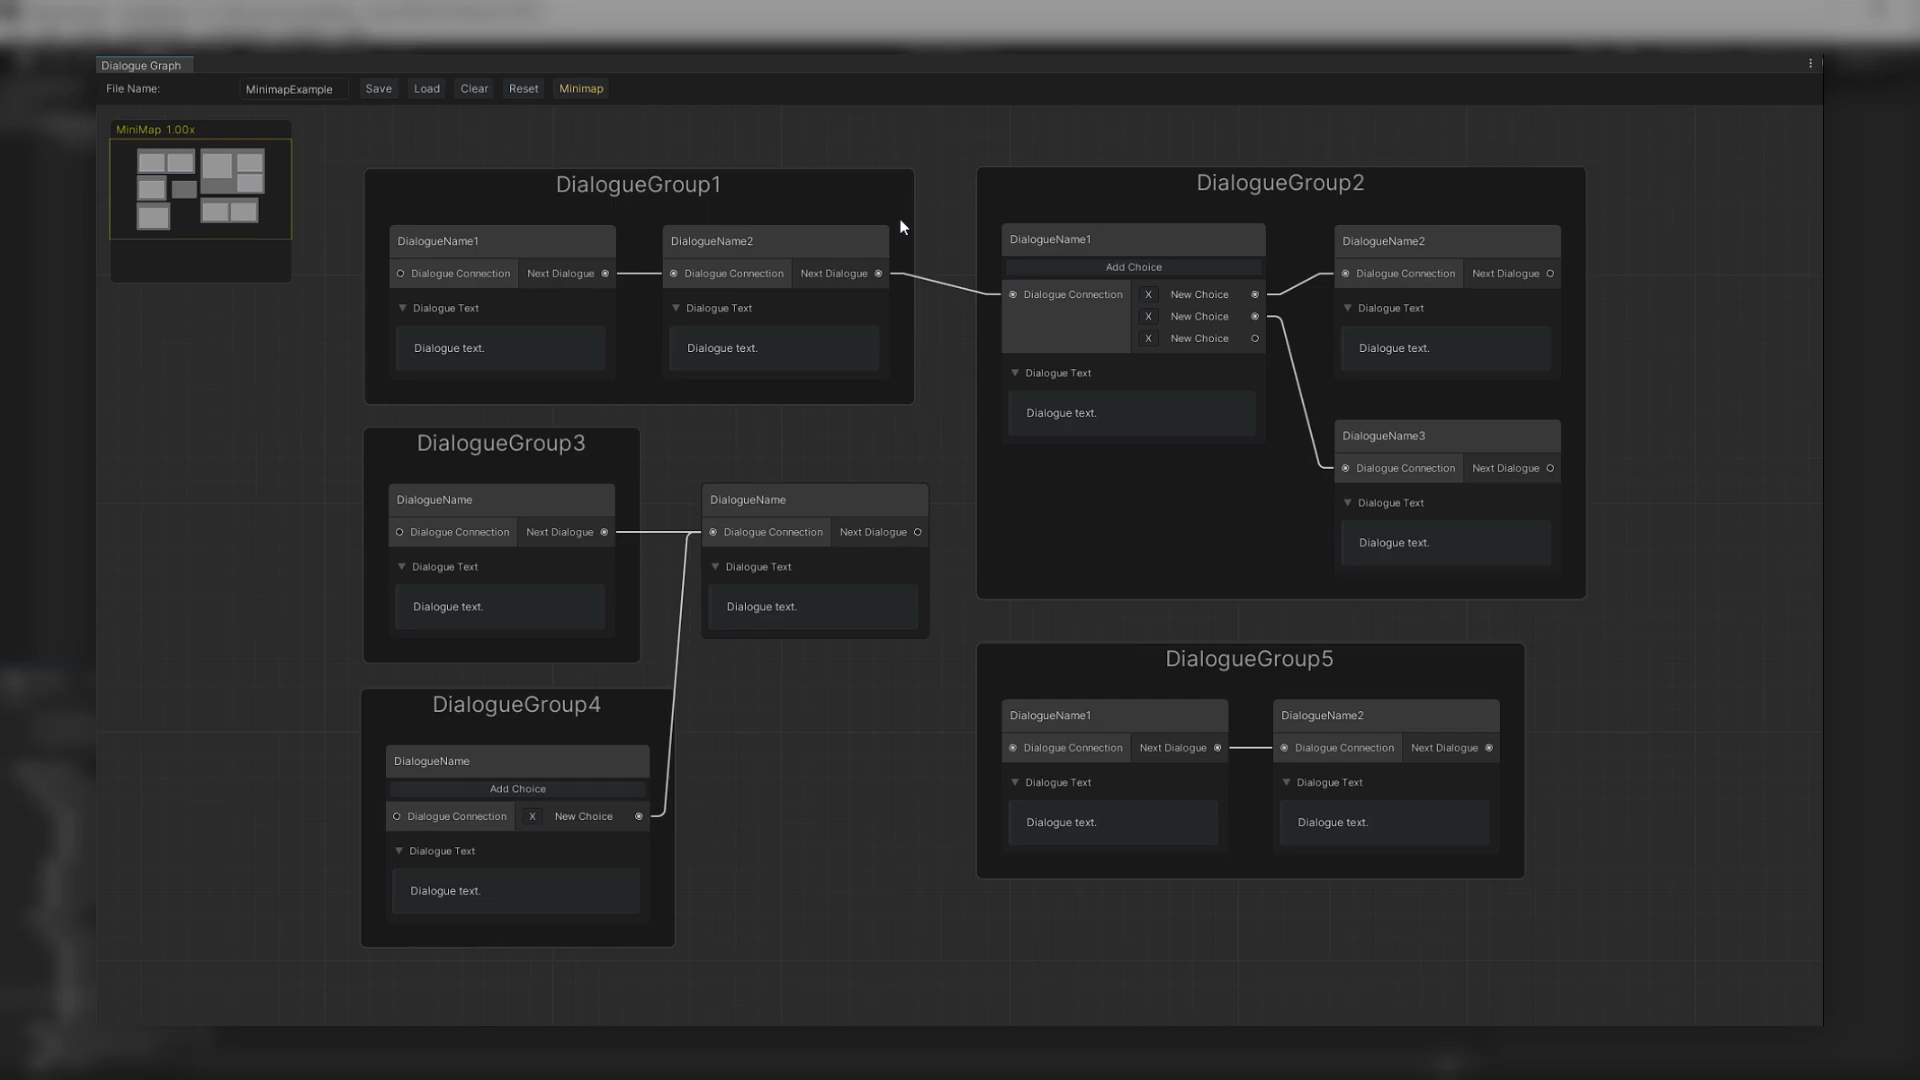 Dialogue Graph
File Name: MinimapExample Save Load Clear Reset Minimap
MiniMap 1.00x
DialogueGroup1
DialogueName1
Dialogue Connection Next Dialogue
Dialogue Text
Dialogue text.
DialogueName2
Dialogue Connection Next Dialogue
Dialogue Text
Dialogue text.
DialogueGroup2
DialogueName1
Add Choice
Dialogue Connection X New Choice
X New Choice
X New Choice
Dialogue Text
Dialogue text.
DialogueName2
Dialogue Connection Next Dialogue
Dialogue Text
Dialogue text.
DialogueName3
Dialogue Connection Next Dialogue
Dialogue Text
Dialogue text.
DialogueGroup3
DialogueName
Dialogue Connection Next Dialogue
Dialogue Text
Dialogue text.
DialogueName
Dialogue Connection Next Dialogue
Dialogue Text
Dialogue text.
DialogueGroup4
DialogueName
Add Choice
Dialogue Connection X New Choice
Dialogue Text
Dialogue text.
DialogueGroup5
DialogueName1
Dialogue Connection Next Dialogue
Dialogue Text
Dialogue text.
DialogueName2
Dialogue Connection Next Dialogue
Dialogue Text
Dialogue text.